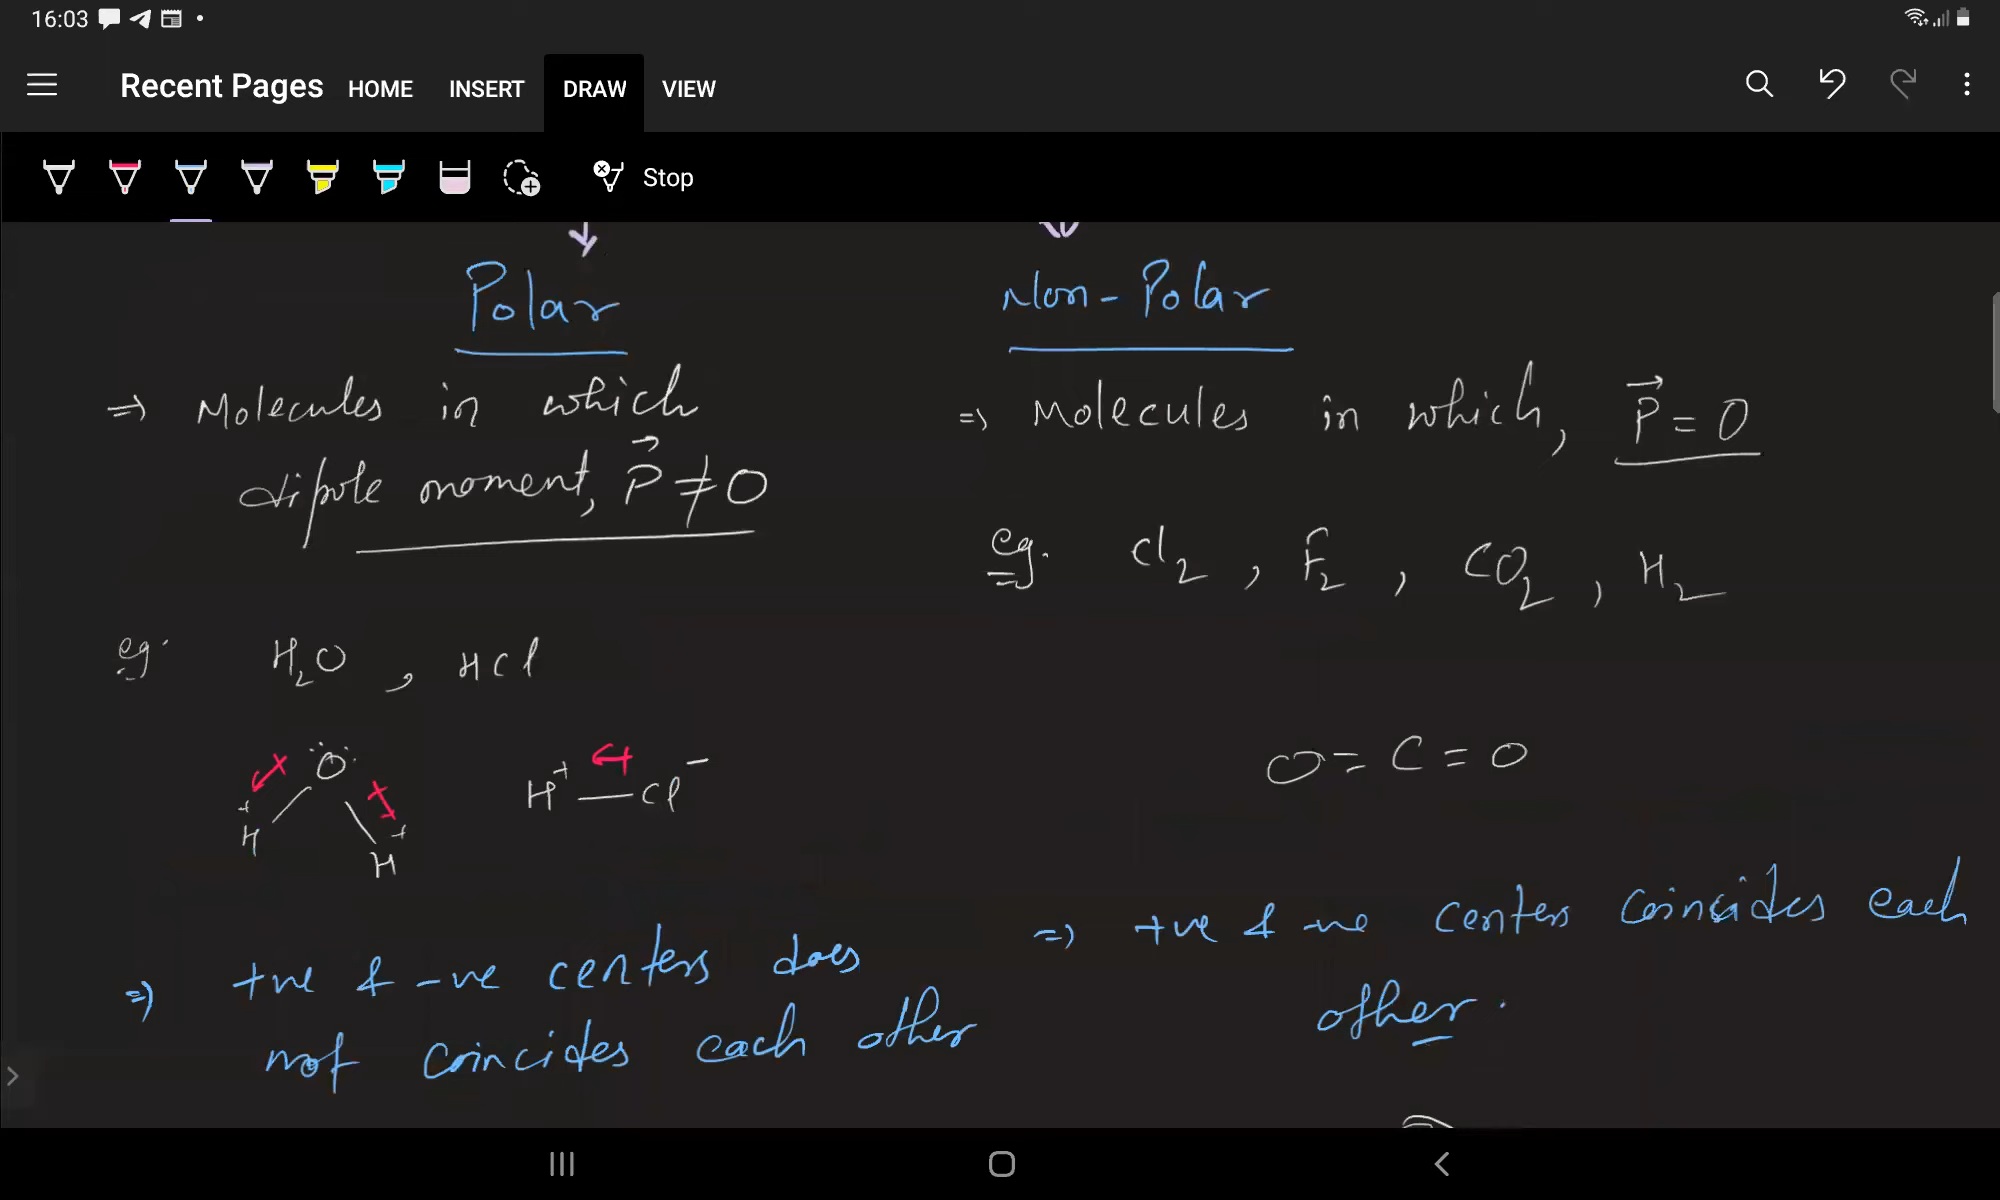 16:03
Recent Pages HOME INSERT DRAW VIEW
Stop
Polar
⇒ Molecules in which
dipole moment, P⃗ ≠ 0
eg. H₂O , HCl
O
H⁺ H⁺
H⁺ — Cl⁻
⇒ +ve & -ve centers does
not coincides each other
Non-Polar
⇒ Molecules in which, P⃗ = 0
eg. Cl₂ , F₂ , CO₂ , H₂
O = C = O
⇒ +ve & -ve centers coincides each
other.